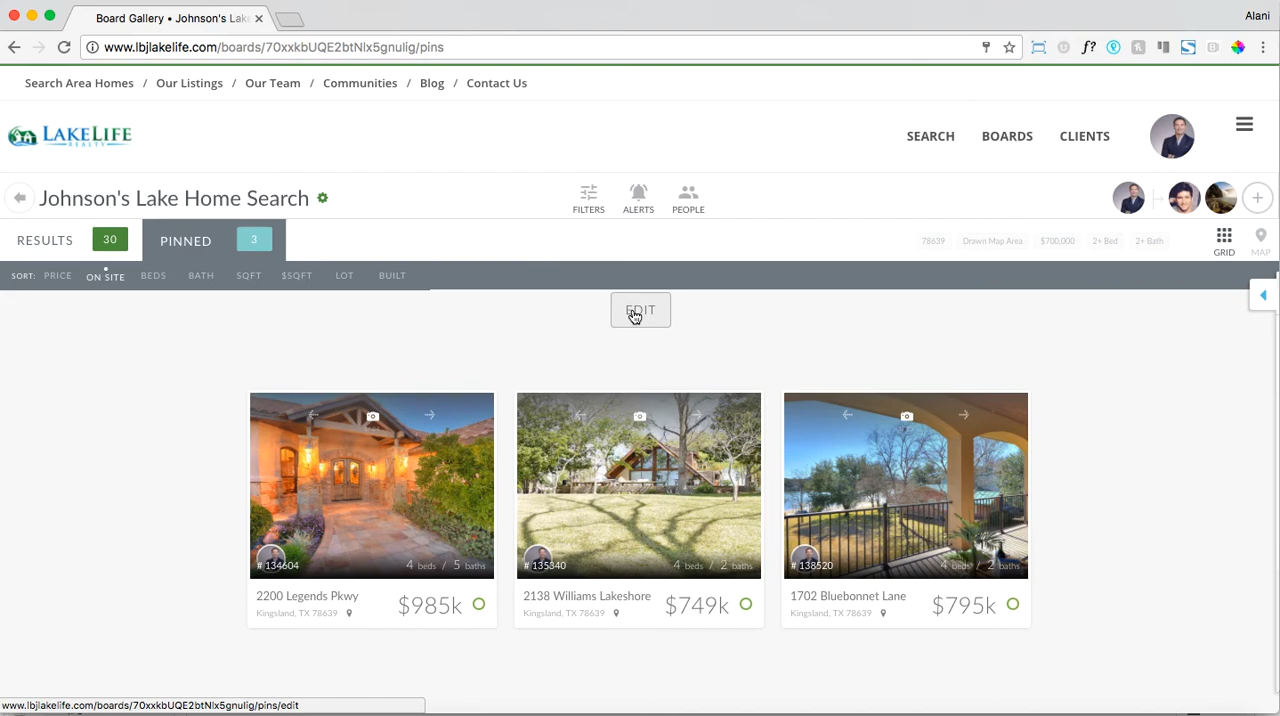 Board Gallery • Johnson's Lake
Alani
www.lbjlakelife.com/boards/70xxkbUQE2btNlx5gnulig/pins
Search Area Homes / Our Listings / Our Team / Communities / Blog / Contact Us
LAKELIFE
REALTY
SEARCH BOARDS CLIENTS
Johnson's Lake Home Search
FILTERS ALERTS PEOPLE
RESULTS 30 PINNED 3
78639 Drawn Map Area $700,000 2+ Bed 2+ Bath
GRID MAP
SORT: PRICE ON SITE BEDS BATH SQFT $SQFT LOT BUILT
EDIT
# 134604 4 beds / 5 baths
2200 Legends Pkwy
Kingsland, TX 78639
$985k
# 135340 4 beds / 2 baths
2138 Williams Lakeshore
Kingsland, TX 78639
$749k
# 138520 4 beds / 2 baths
1702 Bluebonnet Lane
Kingsland, TX 78639
$795k
www.lbjlakelife.com/boards/70xxkbUQE2btNlx5gnulig/pins/edit